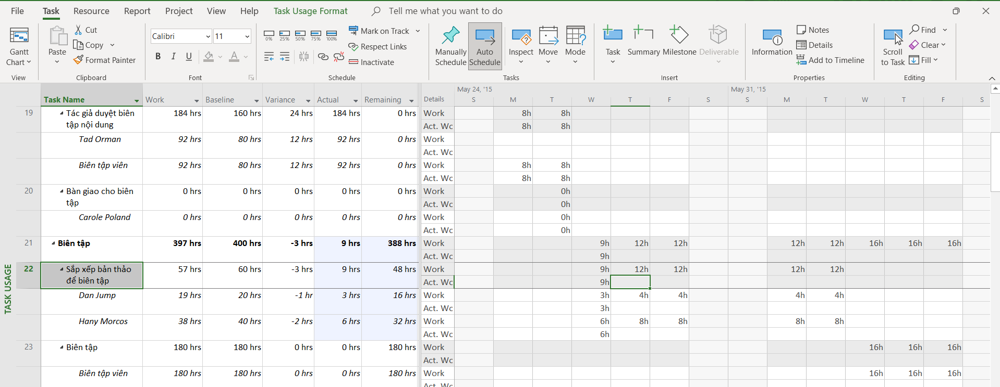 File Task Resource Report Project View Help Task Usage Format Tell me what you want to do
Gantt Chart
View
Paste
Cut
Copy
Format Painter
Clipboard
Calibri 11
B I U A
Font
0% 25% 50% 75% 100%
Mark on Track
Respect Links
Inactivate
Schedule
Manually Schedule
Auto Schedule
Inspect
Move
Mode
Tasks
Task
Summary
Milestone
Deliverable
Insert
Information
Notes
Details
Add to Timeline
Properties
Scroll to Task
Find
Clear
Fill
Editing
TASK USAGE
May 24, '15 May 31, '15
Task Name Work Baseline Variance Actual Remaining Details S M T W T F S S M T W T F S
19 Tác giả duyệt biên 184 hrs 160 hrs 24 hrs 184 hrs 0 hrs Work 8h 8h
tập nội dung Act. Wc 8h 8h
Tad Orman 92 hrs 80 hrs 12 hrs 92 hrs 0 hrs Work
Act. Wc
Biên tập viên 92 hrs 80 hrs 12 hrs 92 hrs 0 hrs Work 8h 8h
Act. Wc 8h 8h
20 Bàn giao cho biên 0 hrs 0 hrs 0 hrs 0 hrs 0 hrs Work 0h
tập Act. Wc 0h
Carole Poland 0 hrs 0 hrs 0 hrs 0 hrs 0 hrs Work 0h
Act. Wc 0h
21 Biên tập 397 hrs 400 hrs -3 hrs 9 hrs 388 hrs Work 9h 12h 12h 12h 12h 16h 16h 16h
Act. Wc 9h
22 Sắp xếp bản thảo 57 hrs 60 hrs -3 hrs 9 hrs 48 hrs Work 9h 12h 12h 12h 12h
để biên tập Act. Wc 9h
Dan Jump 19 hrs 20 hrs -1 hr 3 hrs 16 hrs Work 3h 4h 4h 4h 4h
Act. Wc 3h
Hany Morcos 38 hrs 40 hrs -2 hrs 6 hrs 32 hrs Work 6h 8h 8h 8h 8h
Act. Wc 6h
23 Biên tập 180 hrs 180 hrs 0 hrs 0 hrs 180 hrs Work 16h 16h 16h
Act. Wc
Biên tập viên 180 hrs 180 hrs 0 hrs 0 hrs 180 hrs Work 16h 16h 16h
Act. Wc